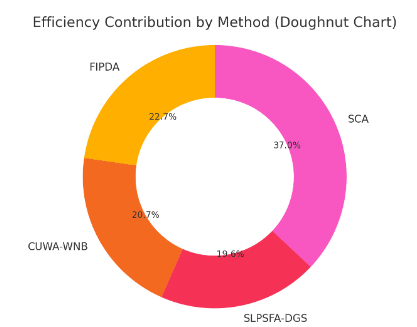 Efficiency Contribution by Method (Doughnut Chart)
FIPDA
22.7%
SCA
37.0%
CUWA-WNB
20.7%
19.6%
SLPSFA-DGS